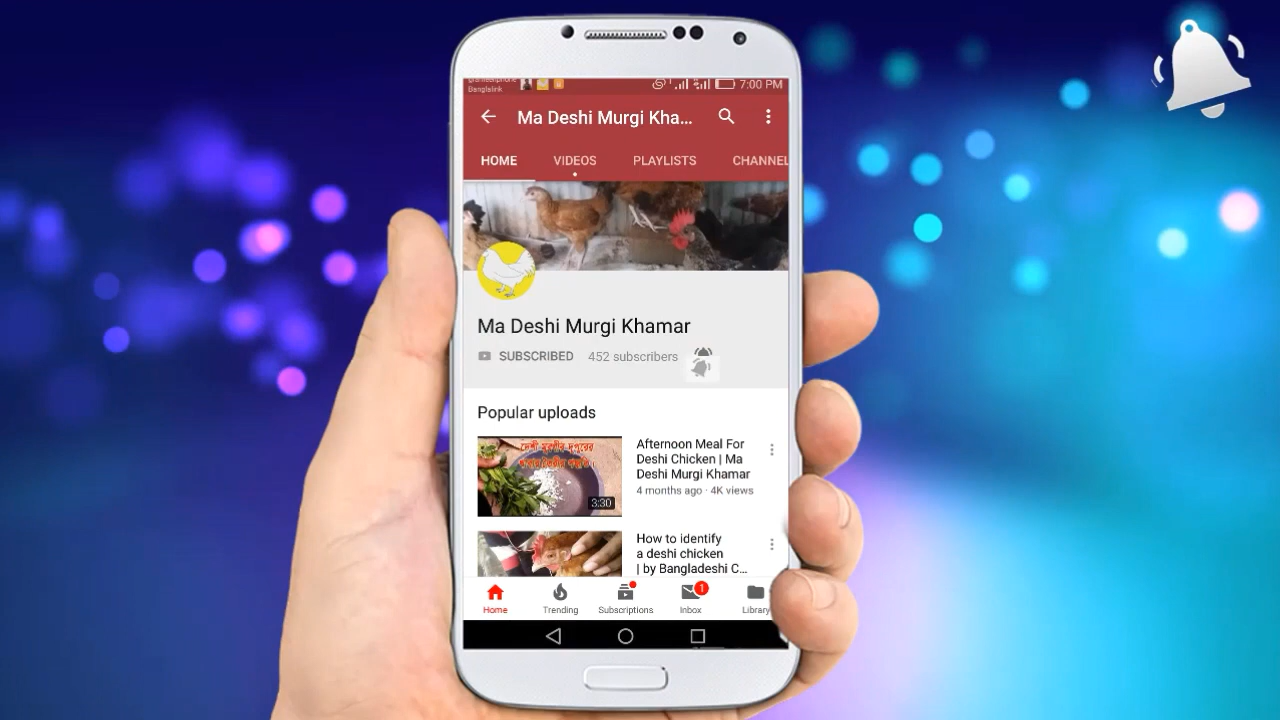 Banglalink
7:00 PM
Ma Deshi Murgi Kha...
HOME VIDEOS PLAYLISTS CHANNEL
Ma Deshi Murgi Khamar
SUBSCRIBED 452 subscribers
Popular uploads
দেশী মুরগীর দুপুরের
3:30
Afternoon Meal For
Deshi Chicken | Ma
Deshi Murgi Khamar
4 months ago · 4K views
How to identify
a deshi chicken
| by Bangladeshi C...
1
Home Trending Subscriptions Inbox Library